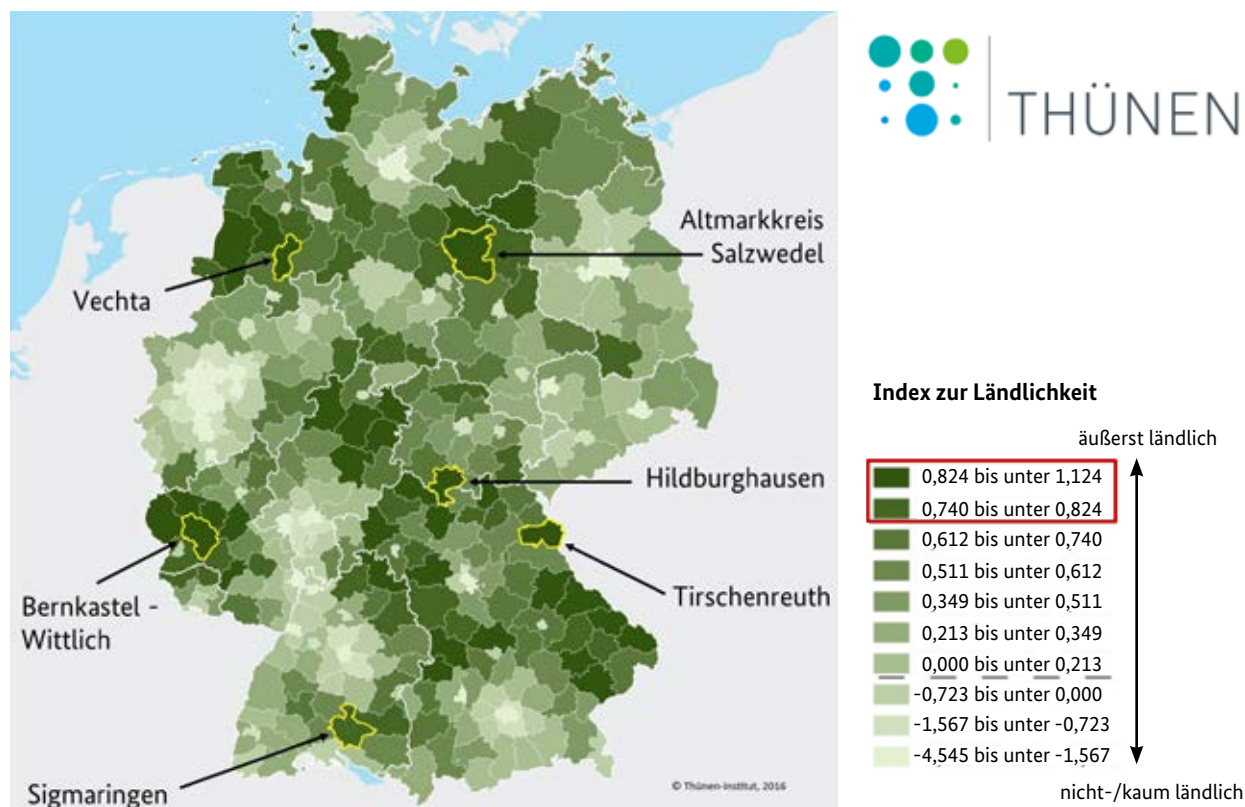 THÜNEN
Altmarkkreis
Salzwedel
Vechta
Hildburghausen
Bernkastel -
Wittlich
Tirschenreuth
Sigmaringen
© Thünen-Institut, 2016
Index zur Ländlichkeit
äußerst ländlich
0,824 bis unter 1,124
0,740 bis unter 0,824
0,612 bis unter 0,740
0,511 bis unter 0,612
0,349 bis unter 0,511
0,213 bis unter 0,349
0,000 bis unter 0,213
-0,723 bis unter 0,000
-1,567 bis unter -0,723
-4,545 bis unter -1,567
nicht-/kaum ländlich